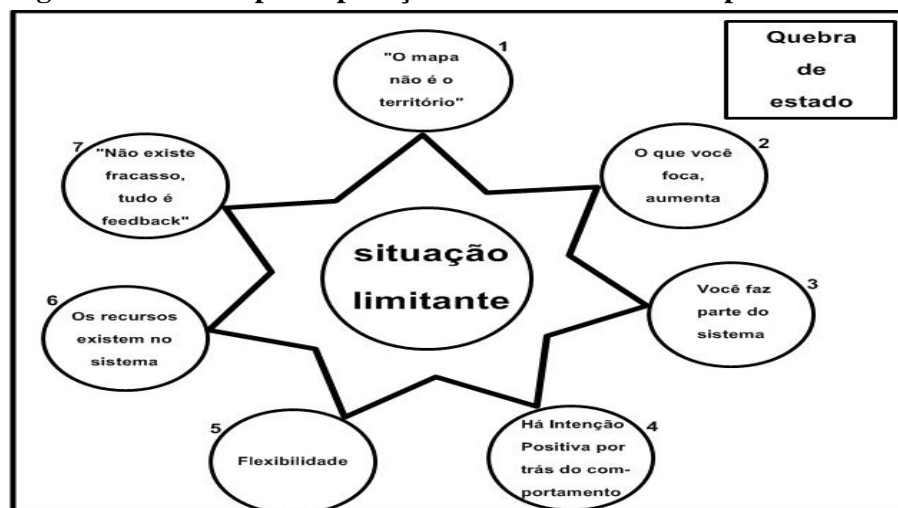 Quebra
de
estado
1
"O mapa
não é o
território"
2
O que você
foca,
aumenta
3
Você faz
parte do
sistema
4
Há Intenção
Positiva por
trás do com-
portamento
5
Flexibilidade
6
Os recursos
existem no
sistema
7
"Não existe
fracasso,
tudo é
feedback"
situação
limitante